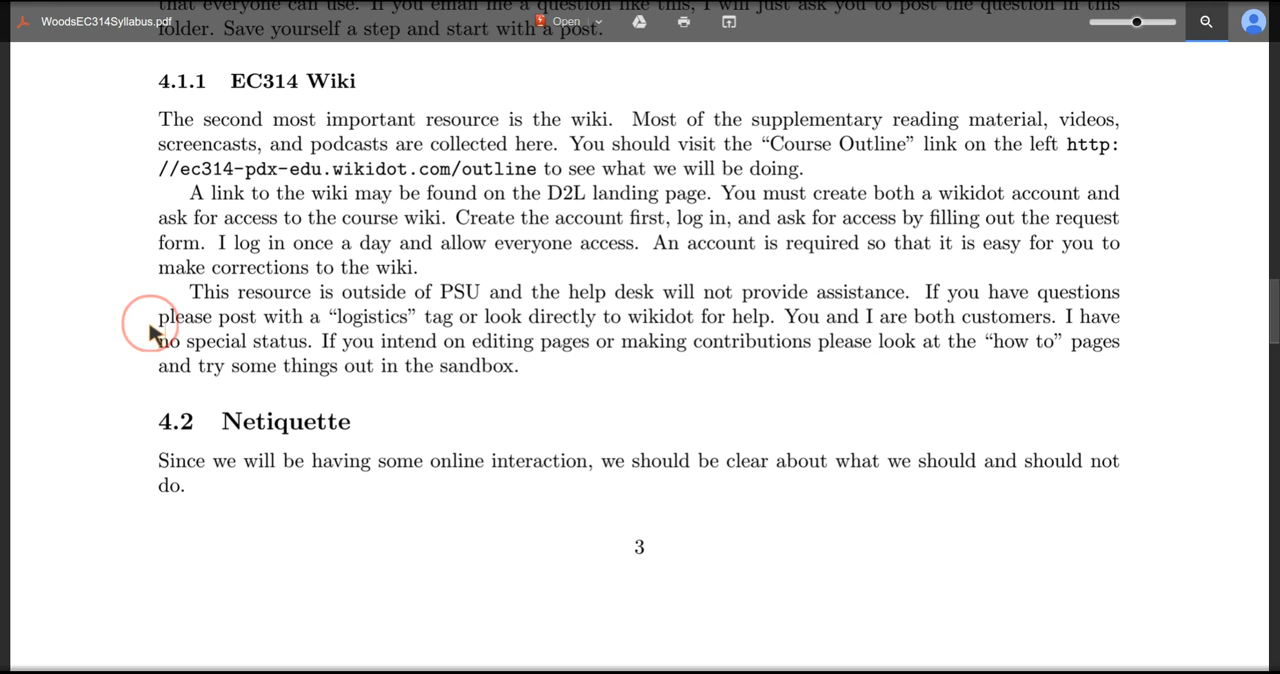 that everyone can use. If you email me a question like this, I will just ask you to post the question in this
WoodsEC314Syllabus.pdf
Open
folder. Save yourself a step and start with a post.
4.1.1 EC314 Wiki
The second most important resource is the wiki. Most of the supplementary reading material, videos,
screencasts, and podcasts are collected here. You should visit the “Course Outline” link on the left http:
//ec314-pdx-edu.wikidot.com/outline to see what we will be doing.
A link to the wiki may be found on the D2L landing page. You must create both a wikidot account and
ask for access to the course wiki. Create the account first, log in, and ask for access by filling out the request
form. I log in once a day and allow everyone access. An account is required so that it is easy for you to
make corrections to the wiki.
This resource is outside of PSU and the help desk will not provide assistance. If you have questions
please post with a “logistics” tag or look directly to wikidot for help. You and I are both customers. I have
no special status. If you intend on editing pages or making contributions please look at the “how to” pages
and try some things out in the sandbox.
4.2 Netiquette
Since we will be having some online interaction, we should be clear about what we should and should not
do.
3